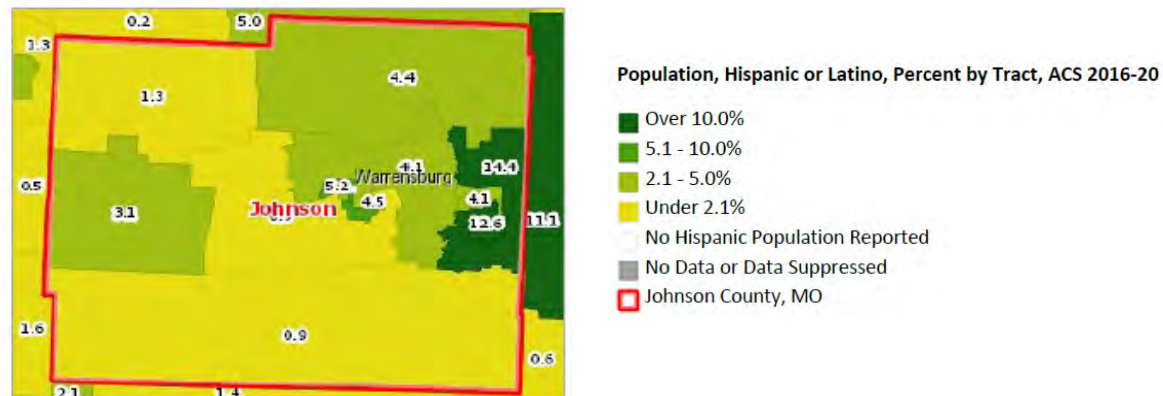 0.2
5.0
1.3
4.4
1.3
4.1
14.4
Warrensburg
0.5
5.2
4.1
4.5
3.1
Johnson
12.6
11.1
1.6
0.9
0.6
2.1
1.4
Population, Hispanic or Latino, Percent by Tract, ACS 2016-20
Over 10.0%
5.1 - 10.0%
2.1 - 5.0%
Under 2.1%
No Hispanic Population Reported
No Data or Data Suppressed
Johnson County, MO